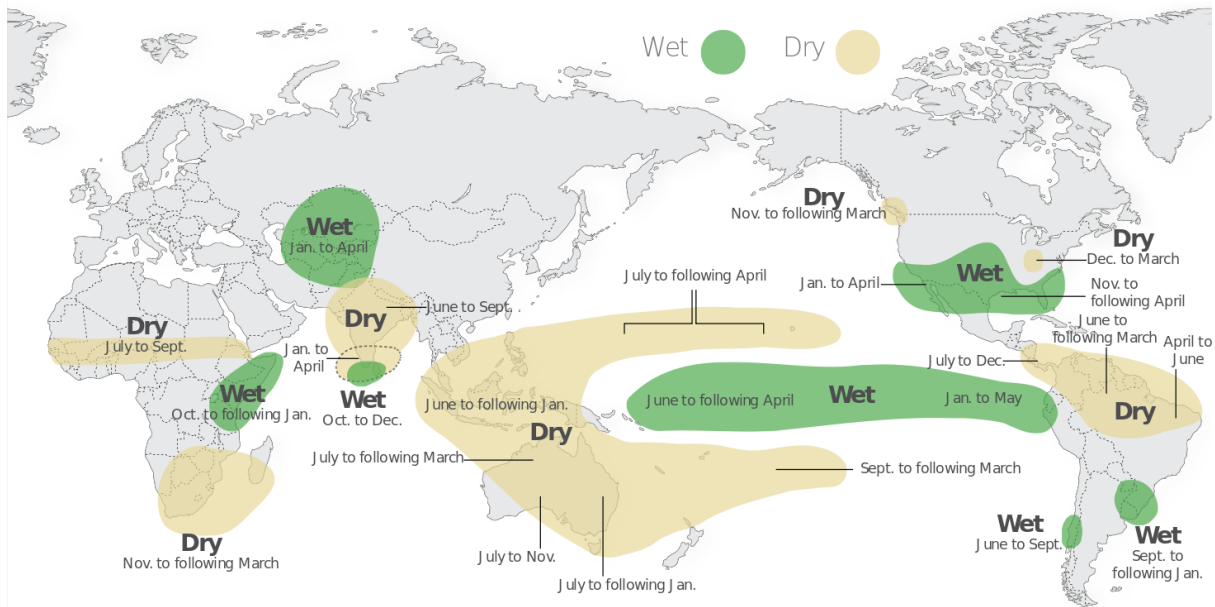 Wet
Dry
Dry
Nov. to following March
Wet
Jan. to April
Dry
Dec. to March
Wet
Jan. to April
Nov. to
following April
July to following April
June to Sept.
Dry
Dry
July to Sept.
Jan. to
April
June to
following March
April to
June
July to Dec.
Wet
Oct. to following Jan.
Wet
Oct. to Dec.
June to following Jan.
Dry
June to following April
Wet
Jan. to May
Dry
July to following March
Sept. to following March
Dry
Nov. to following March
July to Nov.
July to following Jan.
Wet
June to Sept.
Wet
Sept. to
following Jan.